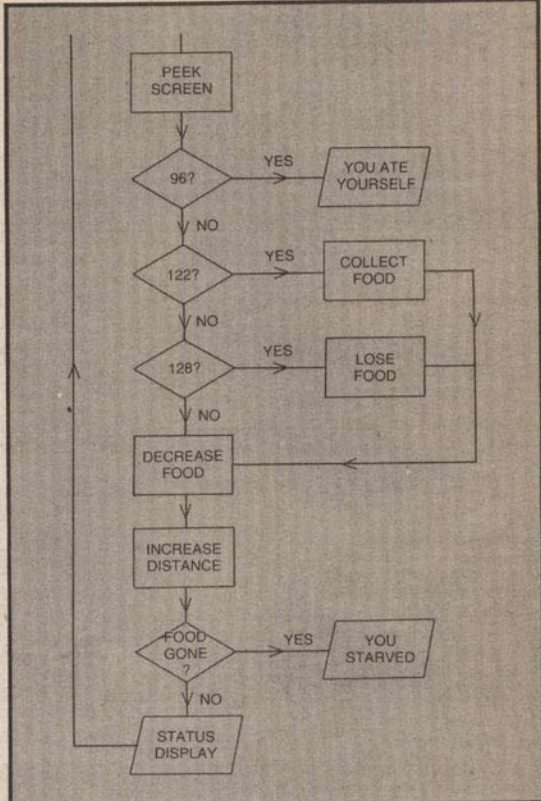 PEEK
SCREEN
96?
YES
YOU ATE
YOURSELF
NO
122?
YES
COLLECT
FOOD
NO
128?
YES
LOSE
FOOD
NO
DECREASE
FOOD
INCREASE
DISTANCE
FOOD
GONE
?
YES
YOU
STARVED
NO
STATUS
DISPLAY